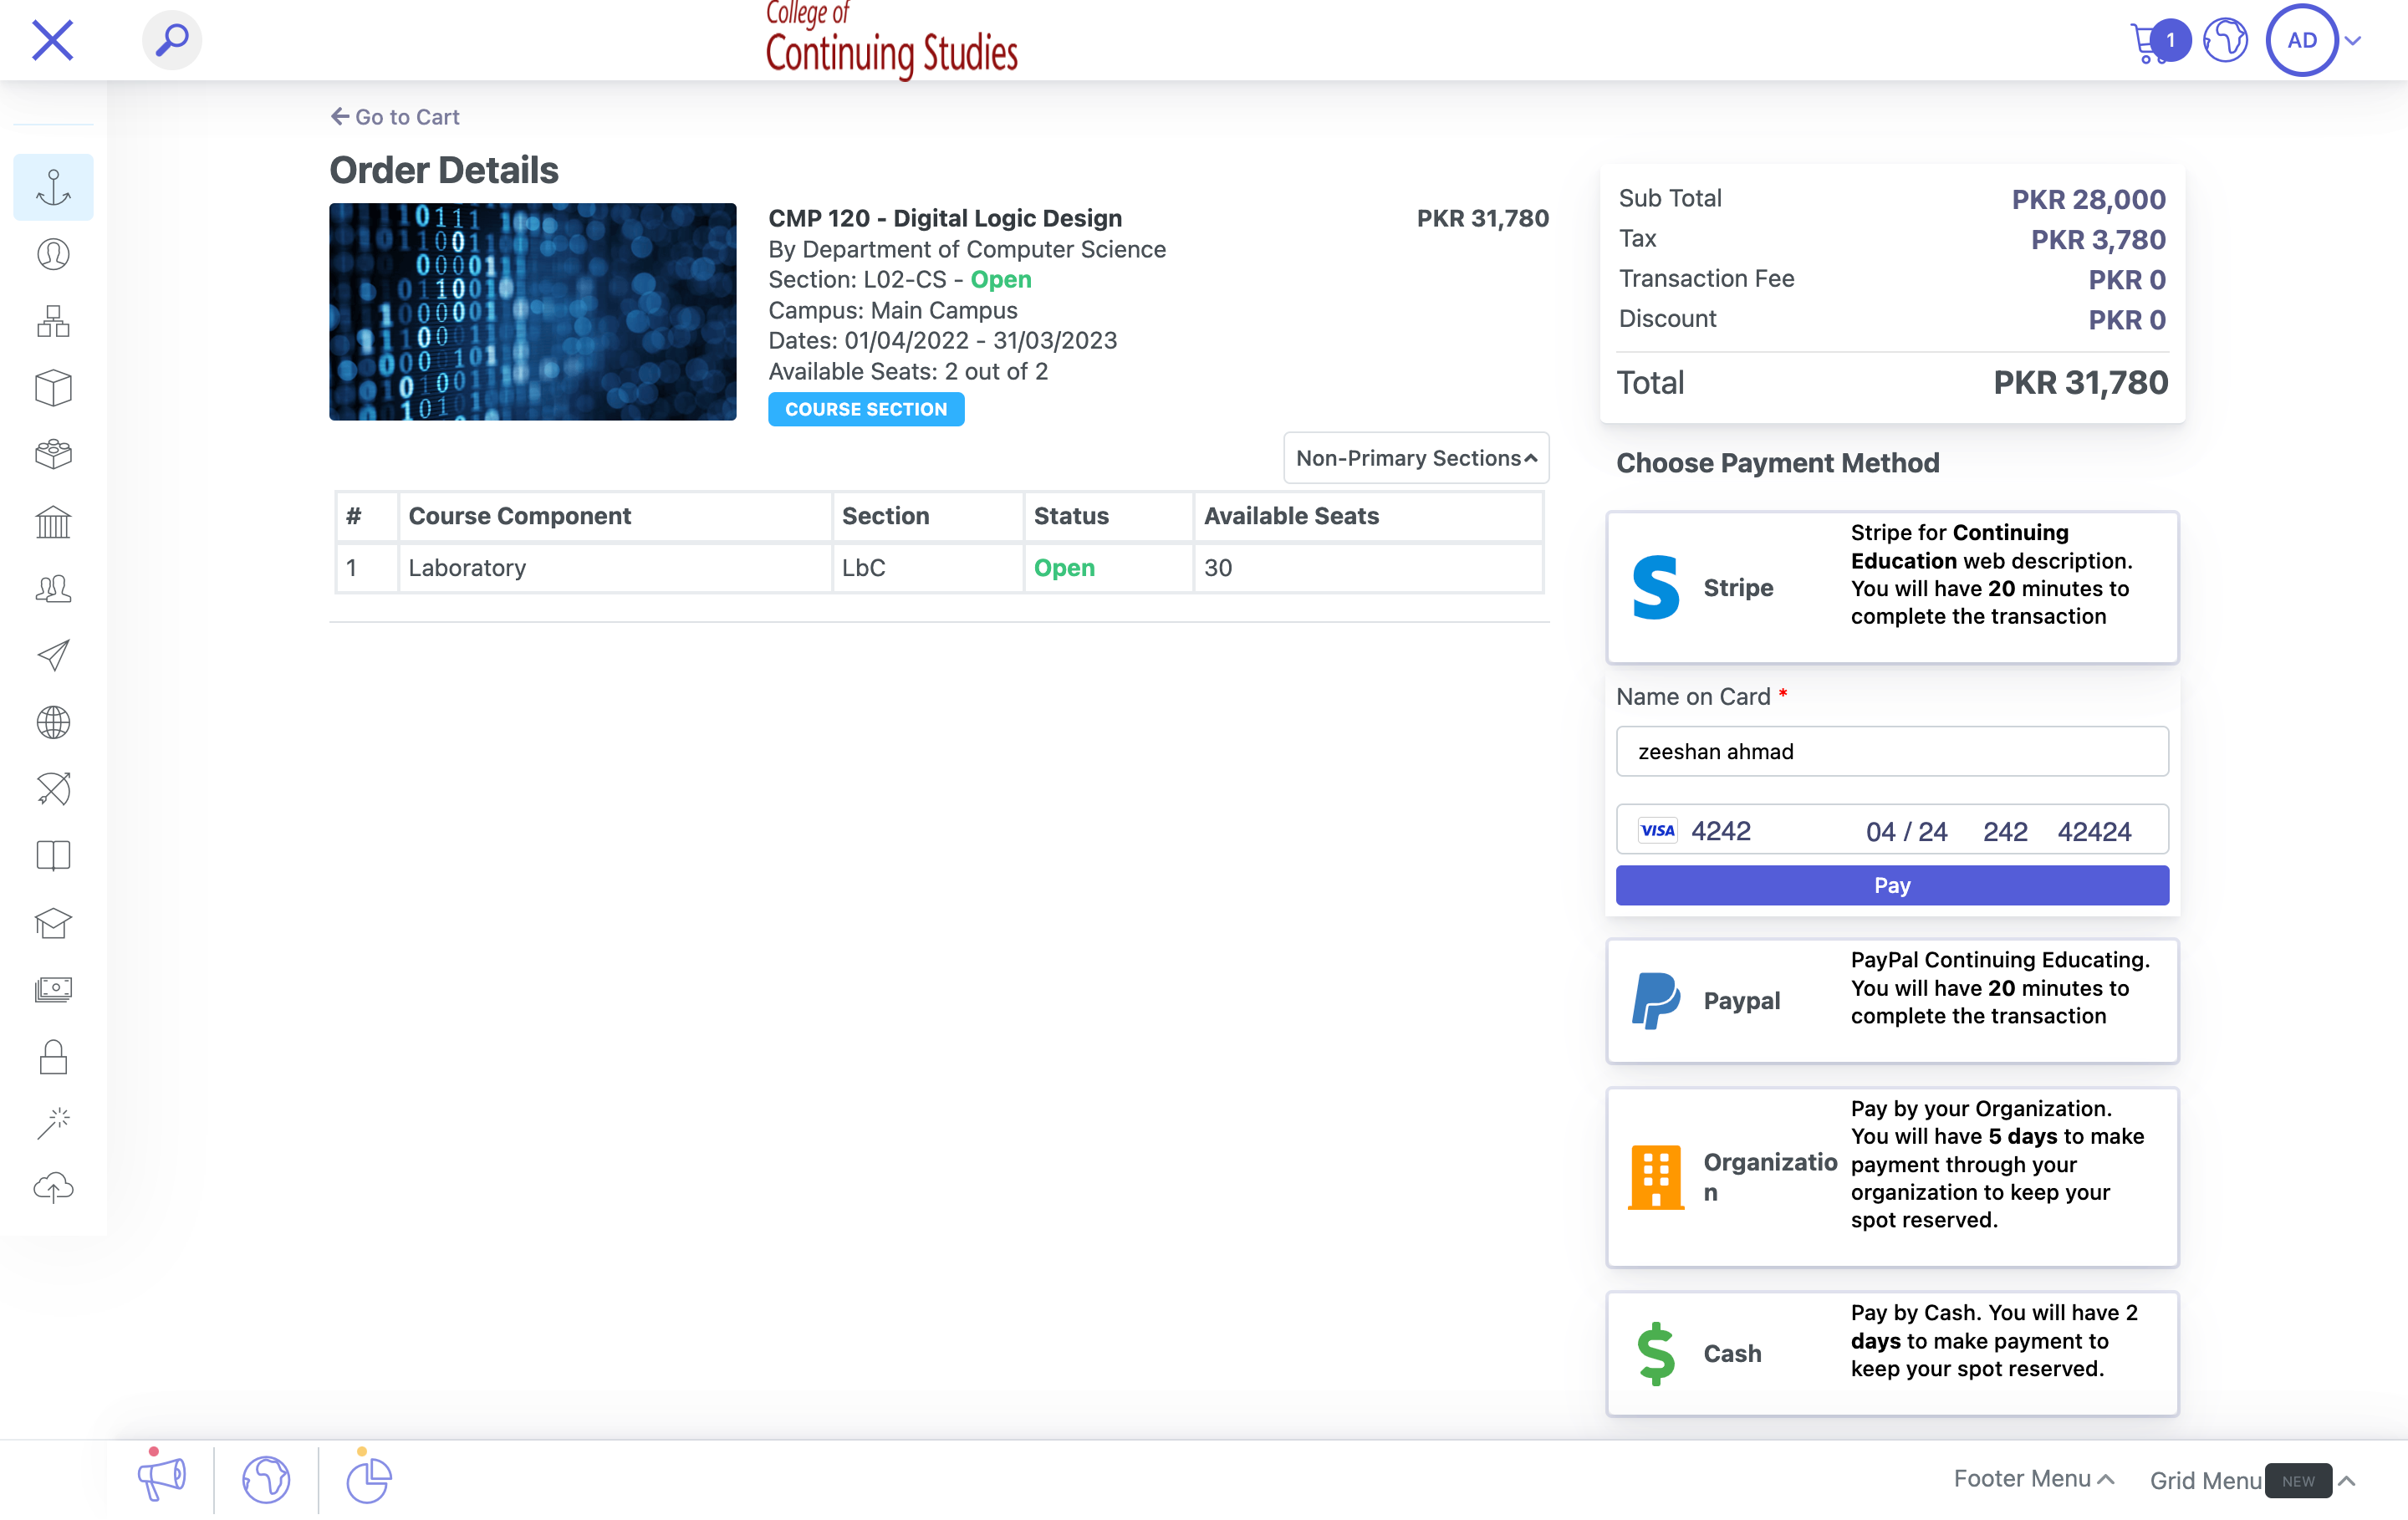 College of
Continuing Studies
1
AD
Go to Cart
Order Details
CMP 120 - Digital Logic Design
PKR 31,780
By Department of Computer Science
Section: L02-CS - Open
Campus: Main Campus
Dates: 01/04/2022 - 31/03/2023
Available Seats: 2 out of 2
COURSE SECTION
Non-Primary Sections
# Course Component Section Status Available Seats
1 Laboratory LbC Open 30
Sub Total PKR 28,000
Tax PKR 3,780
Transaction Fee PKR 0
Discount PKR 0
Total PKR 31,780
Choose Payment Method
Stripe
Stripe for Continuing
Education web description.
You will have 20 minutes to
complete the transaction
Name on Card *
zeeshan ahmad
VISA 4242 04 / 24 242 42424
Pay
Paypal
PayPal Continuing Educating.
You will have 20 minutes to
complete the transaction
Organizatio
n
Pay by your Organization.
You will have 5 days to make
payment through your
organization to keep your
spot reserved.
Cash
Pay by Cash. You will have 2
days to make payment to
keep your spot reserved.
Footer Menu
Grid Menu NEW